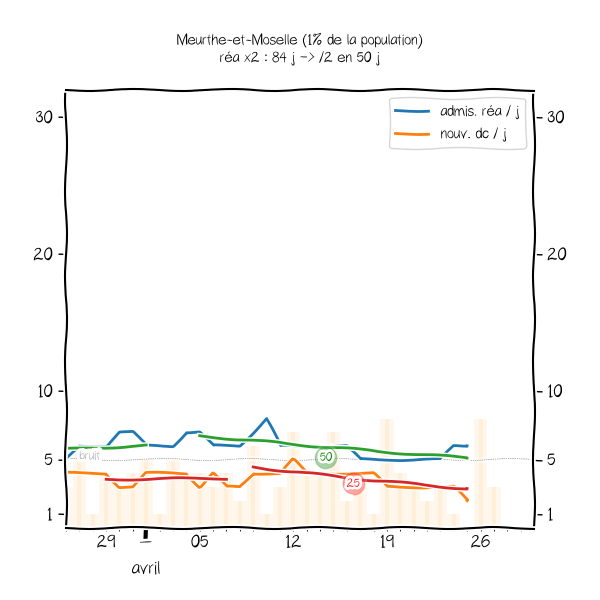 Meurthe-et-Moselle (1% de la population)
réa x2 : 84 j -> /2 en 50 j
admis. réa / j
nouv. dc / j
30 30
20 20
10 10
bruit
50
5 5
25
1 1
29 1 05 12 19 26
avril